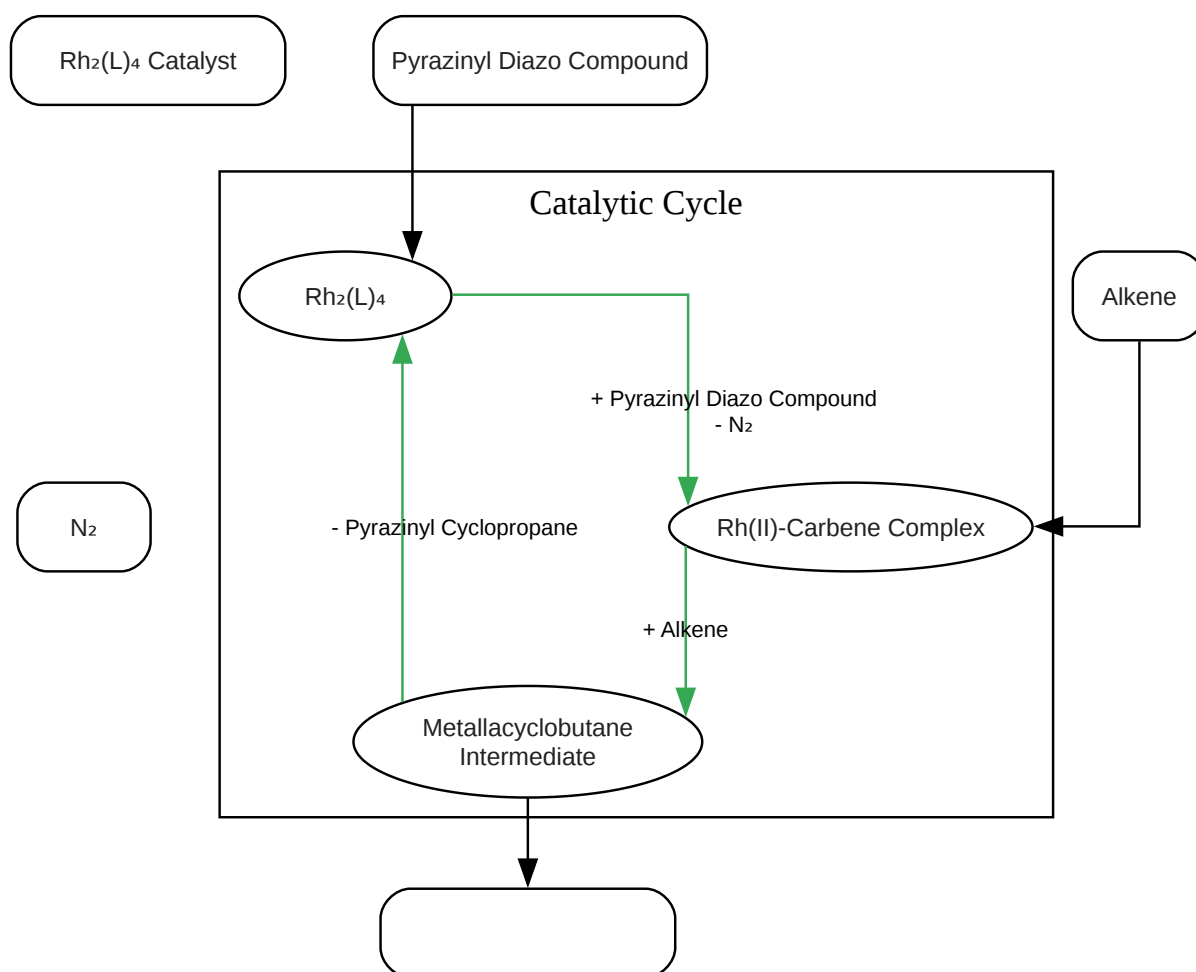 Rh₂(L)₄ Catalyst
Pyrazinyl Diazo Compound
Catalytic Cycle
Rh₂(L)₄
Alkene
+ Pyrazinyl Diazo Compound
- N₂
N₂
- Pyrazinyl Cyclopropane
Rh(II)-Carbene Complex
+ Alkene
Metallacyclobutane
Intermediate